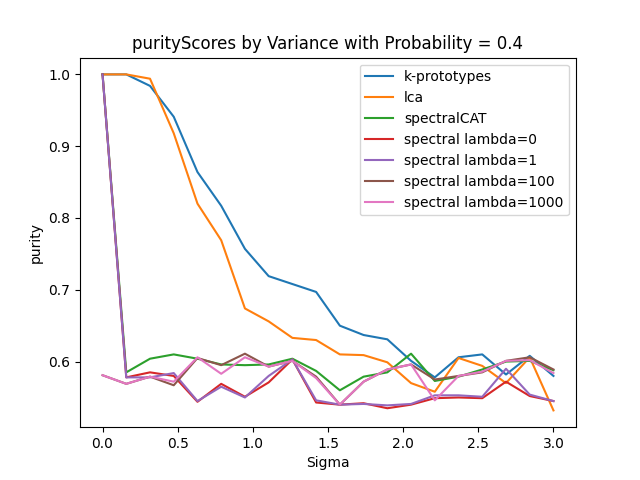 purityScores by Variance with Probability = 0.4
k-prototypes
lca
spectralCAT
spectral lambda=0
spectral lambda=1
spectral lambda=100
spectral lambda=1000
purity
1.0
0.9
0.8
0.7
0.6
0.0 0.5 1.0 1.5 2.0 2.5 3.0
Sigma